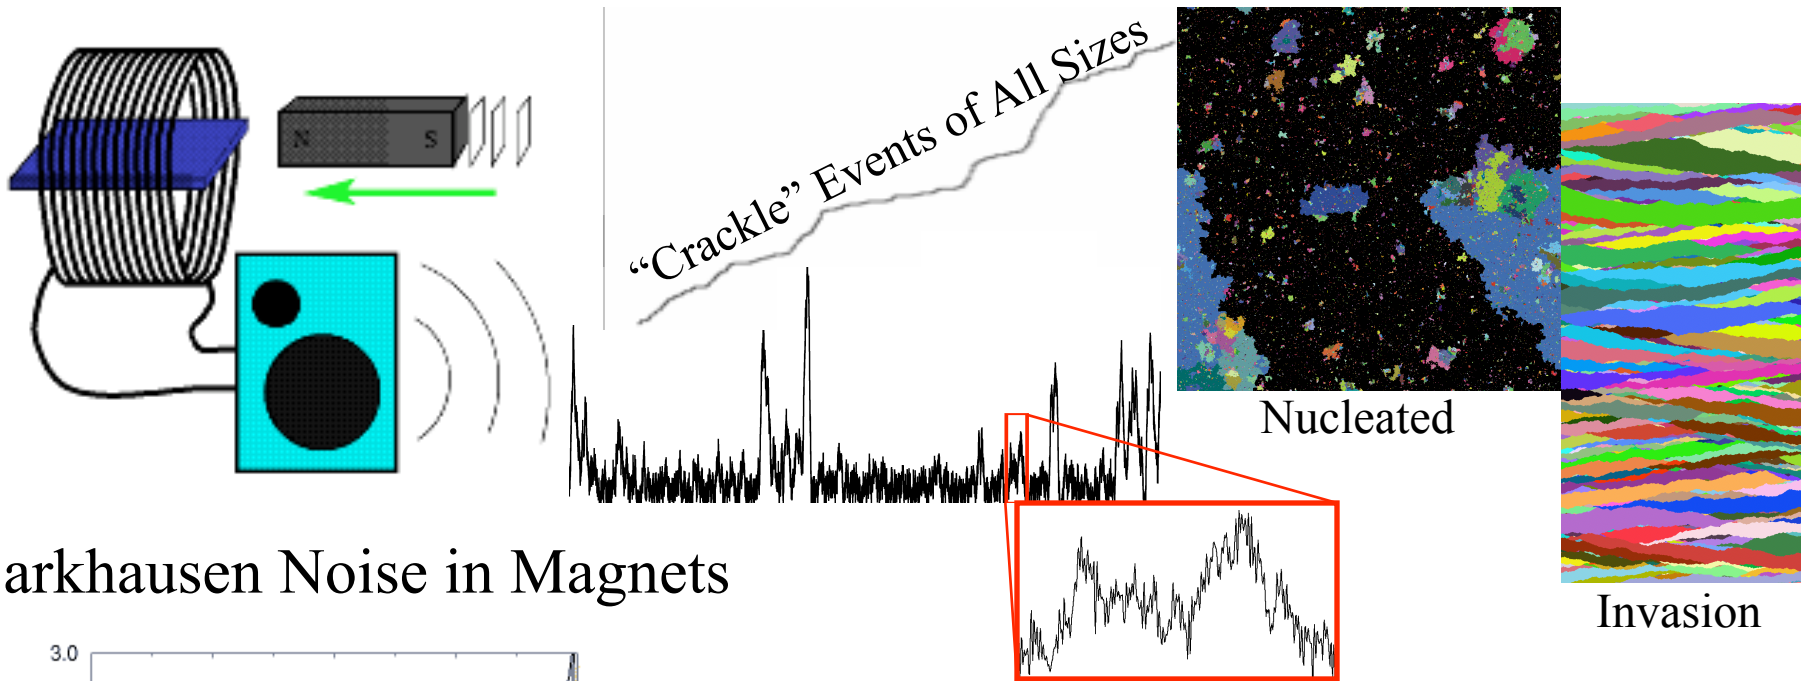 N S
“Crackle” Events of All Sizes
Nucleated
arkhausen Noise in Magnets
Invasion
3.0